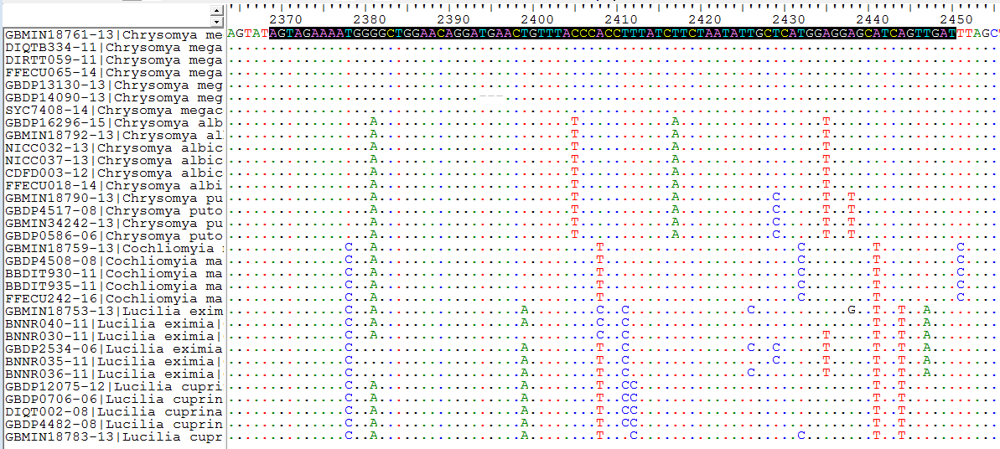 2370 2380 2390 2400 2410 2420 2430 2440 2450
GBMIN18761-13|Chrysomya me AGTATAGTAGAAAATGGGGCTGGAACAGGATGAACTGTTTACCCACCTTTATCTTCTAATATTGCTCATGGAGGAGCATCAGTTGATTTAGCT
DIQTB334-11|Chrysomya mega
DIRTT059-11|Chrysomya mega
FFECU065-14|Chrysomya mega
GBDP13130-13|Chrysomya meg
GBDP14090-13|Chrysomya meg ---
SYC7408-14|Chrysomya megac
GBDP16296-15|Chrysomya alb A T A T
GBMIN18792-13|Chrysomya al T A T
NICC032-13|Chrysomya albic A T A T
NICC037-13|Chrysomya albic A T A T
CDFD003-12|Chrysomya albic A T A T
FFECU018-14|Chrysomya albi A T A T
GBMIN18790-13|Chrysomya pu A T A C T T
GBDP4517-08|Chrysomya puto A T A C T T
GBMIN34242-13|Chrysomya pu A T A C T T
GBDP0586-06|Chrysomya puto A T A C T T
GBMIN18759-13|Cochliomyia C A T C T C
GBDP4508-08|Cochliomyia ma C A T C T C
BBDIT930-11|Cochliomyia ma C A T C T C
BBDIT935-11|Cochliomyia ma C A T C T C
FFECU242-16|Cochliomyia ma C A T C T C
GBMIN18753-13|Lucilia exim C A A C C C G T T A
BNNR040-11|Lucilia eximia| C A A C C T T A
BNNR030-11|Lucilia eximia| C A C C T T T A
GBDP2534-06|Lucilia eximia C A T C C C T T T A
BNNR035-11|Lucilia eximia| C A T C C T T T A
BNNR036-11|Lucilia eximia| C A T C C T T T A
GBDP12075-12|Lucilia cupri C A A T CC T T
GBDP0706-06|Lucilia cuprin C A A T CC T T
DIQT002-08|Lucilia cuprina C A A T CC T T
GBDP4482-08|Lucilia cuprin C A A T CC T T
GBMIN18783-13|Lucilia cupr C A A T C C T T